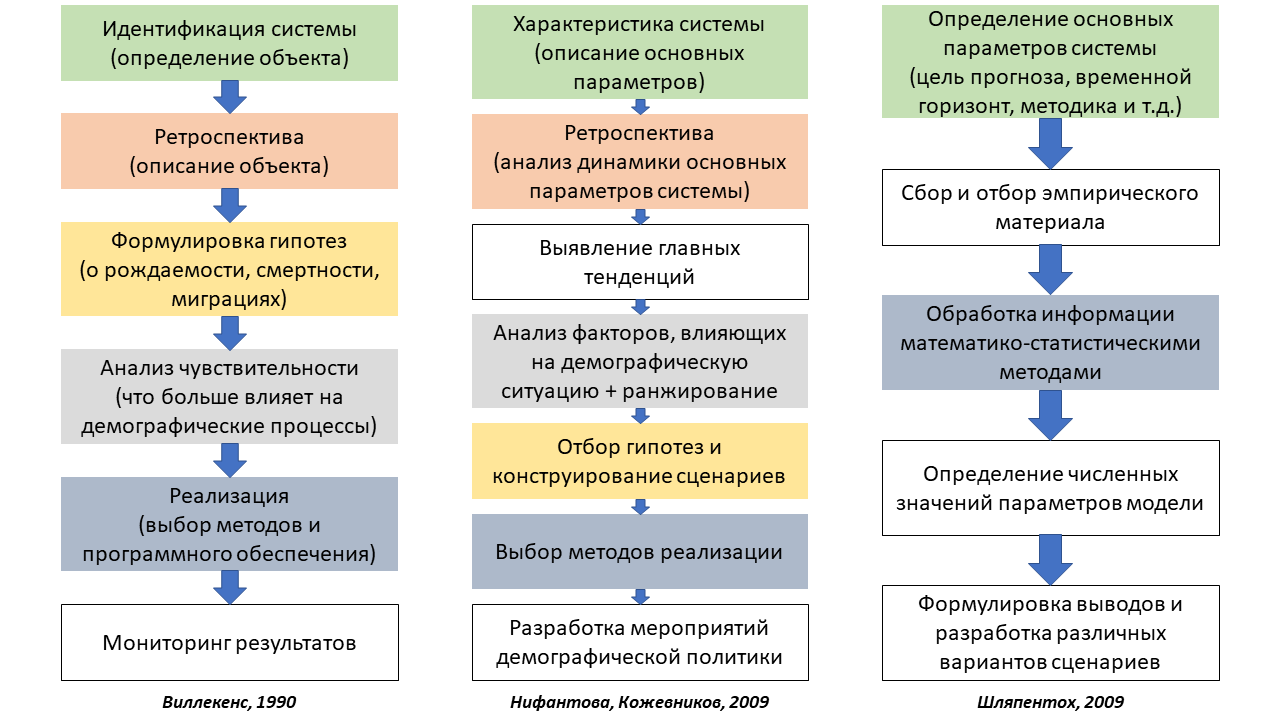 Идентификация системы
(определение объекта)
Ретроспектива
(описание объекта)
Формулировка гипотез
(о рождаемости, смертности,
миграциях)
Анализ чувствительности
(что больше влияет на
демографические процессы)
Реализация
(выбор методов и
программного обеспечения)
Мониторинг результатов
Виллекенс, 1990
Характеристика системы
(описание основных
параметров)
Ретроспектива
(анализ динамики основных
параметров системы)
Выявление главных
тенденций
Анализ факторов, влияющих
на демографическую
ситуацию + ранжирование
Отбор гипотез и
конструирование сценариев
Выбор методов реализации
Разработка мероприятий
демографической политики
Нифантова, Кожевников, 2009
Определение основных
параметров системы
(цель прогноза, временной
горизонт, методика и т.д.)
Сбор и отбор эмпирического
материала
Обработка информации
математико-статистическими
методами
Определение численных
значений параметров модели
Формулировка выводов и
разработка различных
вариантов сценариев
Шляпентох, 2009